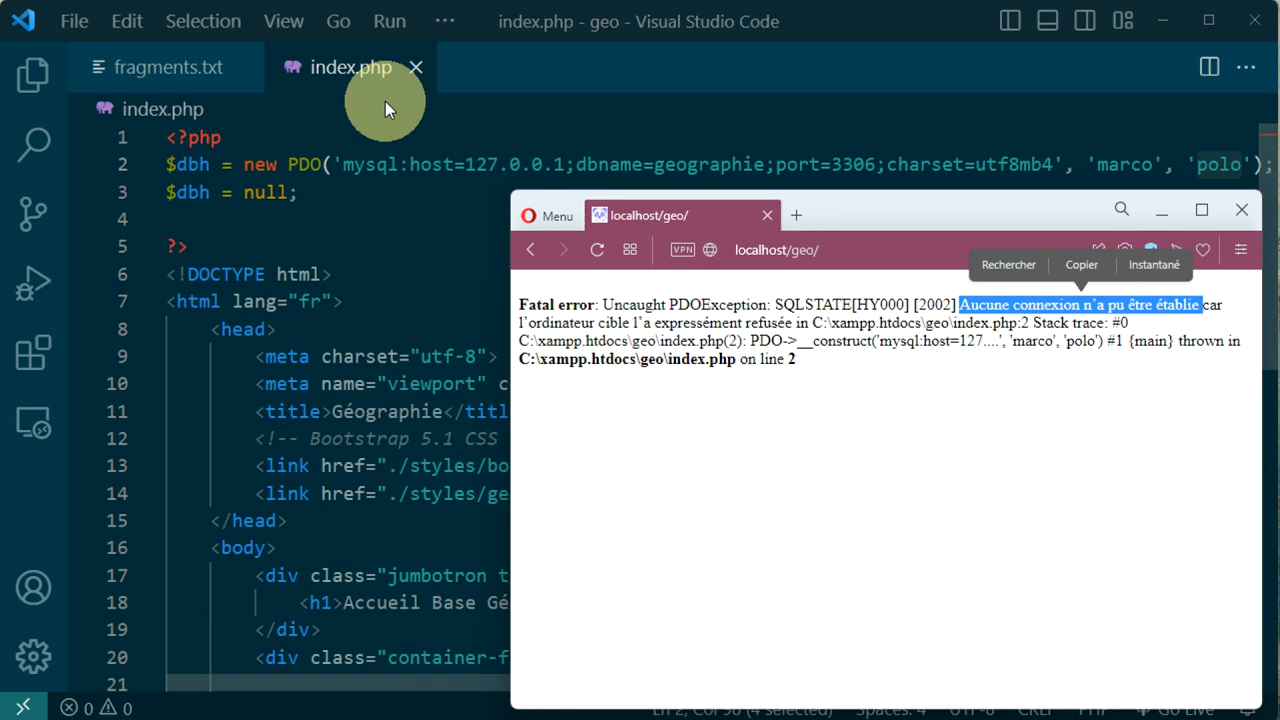 File Edit Selection View Go Run ··· index.php - geo - Visual Studio Code
fragments.txt index.php
index.php
1 <?php
2 $dbh = new PDO('mysql:host=127.0.0.1;dbname=geographie;port=3306;charset=utf8mb4', 'marco', 'polo');
3 $dbh = null;
4
5 ?>
6 <!DOCTYPE html>
7 <html lang="fr">
8 <head>
9 <meta charset="utf-8">
10 <meta name="viewport" c
11 <title>Géographie</titl
12 <!-- Bootstrap 5.1 CSS
13 <link href="./styles/bo
14 <link href="./styles/ge
15 </head>
16 <body>
17 <div class="jumbotron t
18 <h1>Accueil Base Gé
19 </div>
20 <div class="container-f
21
0 0
Menu localhost/geo/
VPN localhost/geo/
Rechercher Copier Instantané
Fatal error: Uncaught PDOException: SQLSTATE[HY000] [2002] Aucune connexion n'a pu être établie car
l'ordinateur cible l'a expressément refusée in C:\xampp.htdocs\geo\index.php:2 Stack trace: #0
C:\xampp.htdocs\geo\index.php(2): PDO->__construct('mysql:host=127....', 'marco', 'polo') #1 {main} thrown in
C:\xampp.htdocs\geo\index.php on line 2